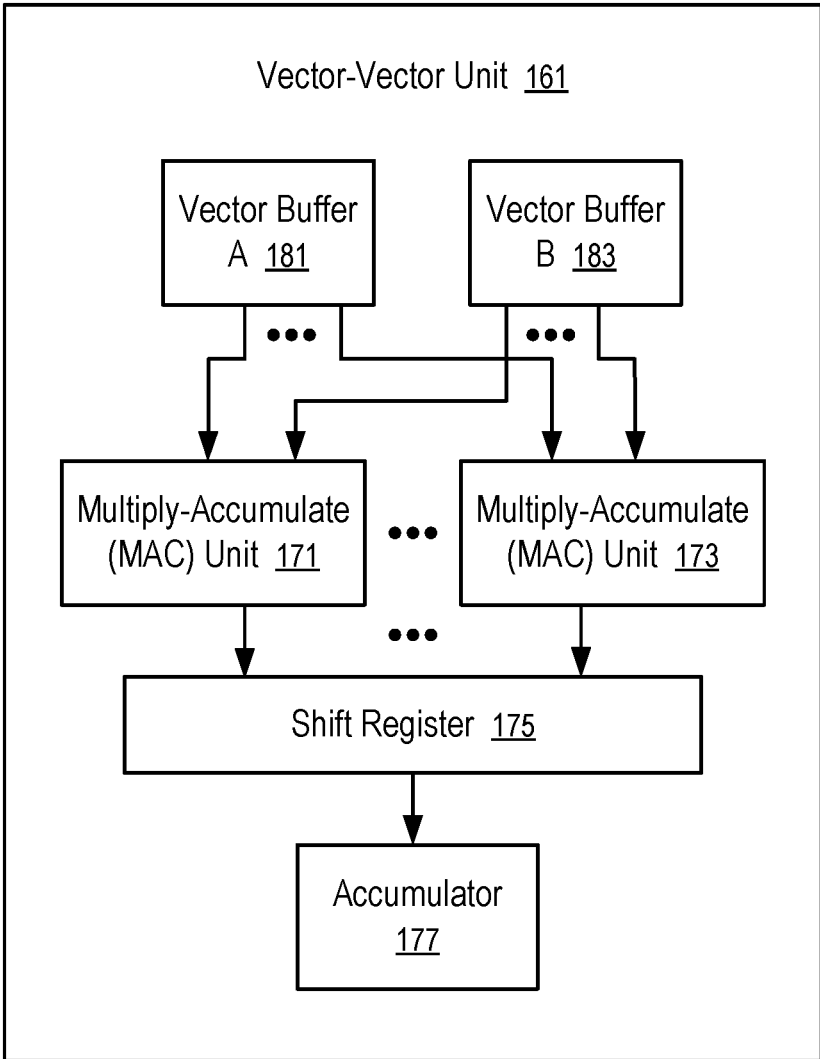 Vector-Vector Unit 161
Vector Buffer
A 181
Vector Buffer
B 183
Multiply-Accumulate
(MAC) Unit 171
Multiply-Accumulate
(MAC) Unit 173
Shift Register 175
Accumulator
177